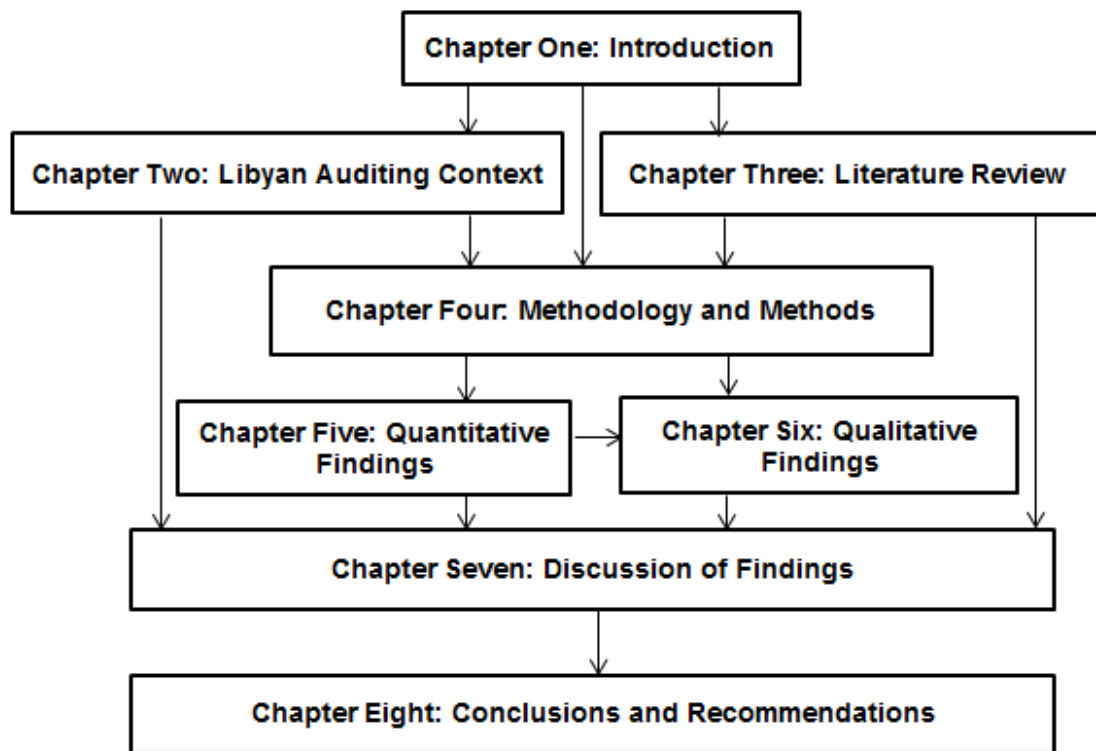 Chapter One: Introduction
Chapter Two: Libyan Auditing Context
Chapter Three: Literature Review
Chapter Four: Methodology and Methods
Chapter Five: Quantitative
Findings
Chapter Six: Qualitative
Findings
Chapter Seven: Discussion of Findings
Chapter Eight: Conclusions and Recommendations